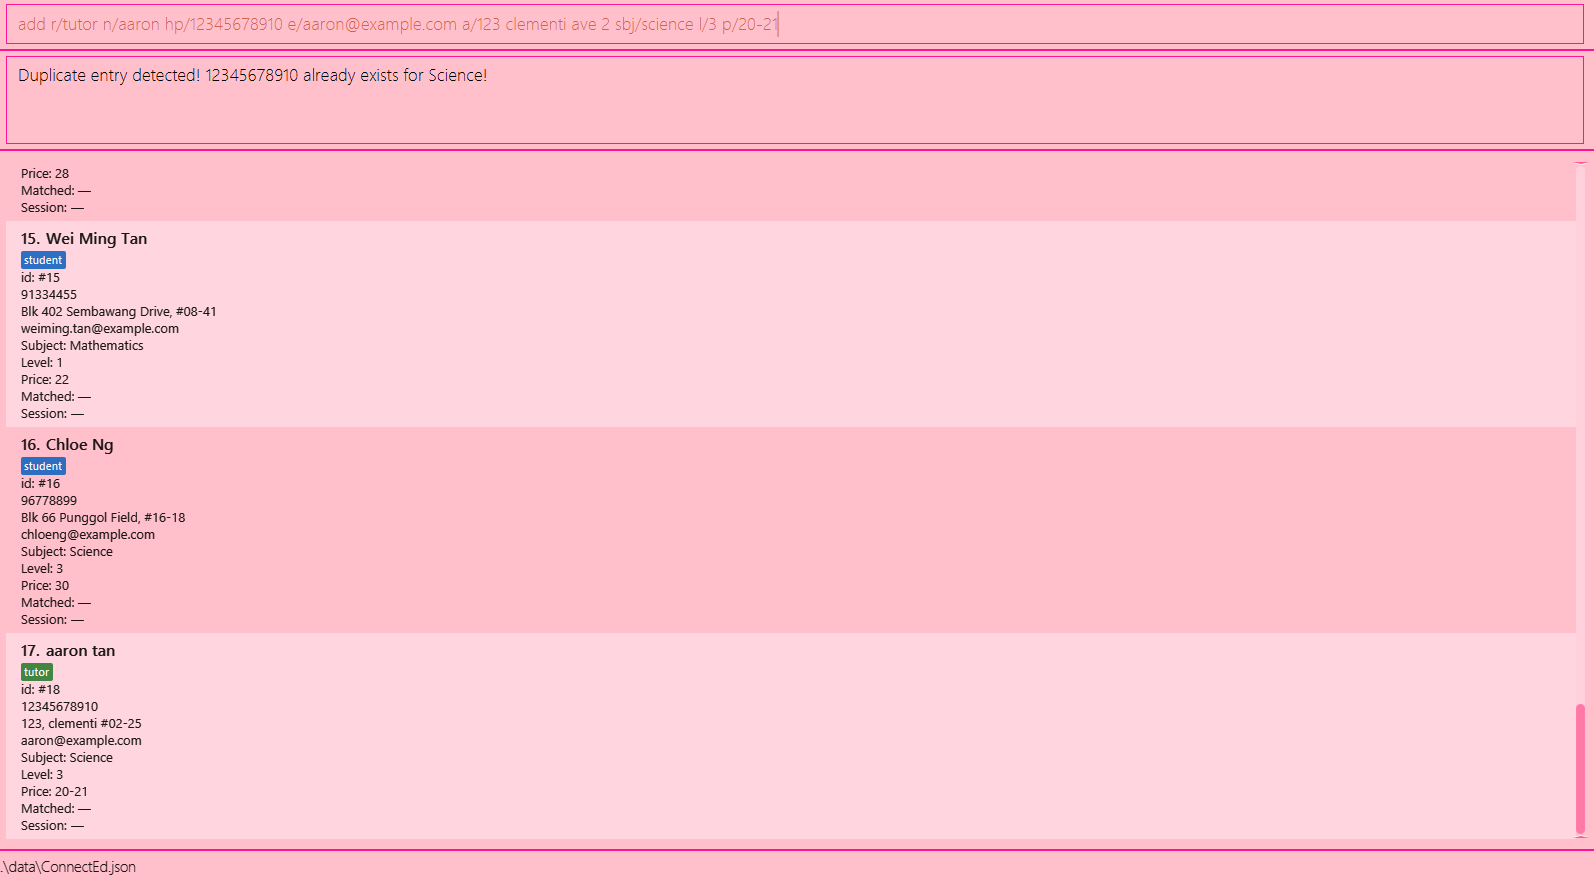 add r/tutor n/aaron hp/12345678910 e/aaron@example.com a/123 clementi ave 2 sbj/science l/3 p/20-21
Duplicate entry detected! 12345678910 already exists for Science!
Price: 28
Matched: —
Session: —
15. Wei Ming Tan
student
id: #15
91334455
Blk 402 Sembawang Drive, #08-41
weiming.tan@example.com
Subject: Mathematics
Level: 1
Price: 22
Matched: —
Session: —
16. Chloe Ng
student
id: #16
96778899
Blk 66 Punggol Field, #16-18
chloeng@example.com
Subject: Science
Level: 3
Price: 30
Matched: —
Session: —
17. aaron tan
tutor
id: #18
12345678910
123, clementi #02-25
aaron@example.com
Subject: Science
Level: 3
Price: 20-21
Matched: —
Session: —
.\data\ConnectEd.json